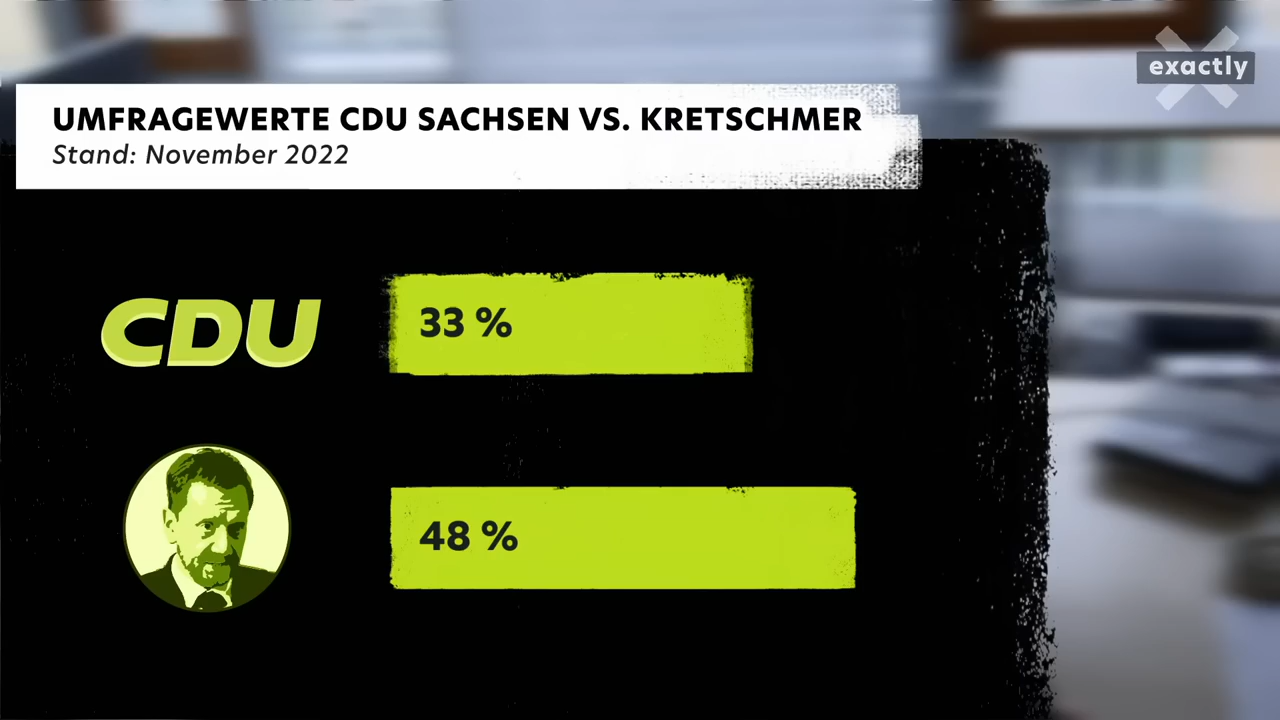 exactly
UMFRAGEWERTE CDU SACHSEN VS. KRETSCHMER
Stand: November 2022
CDU
33 %
48 %